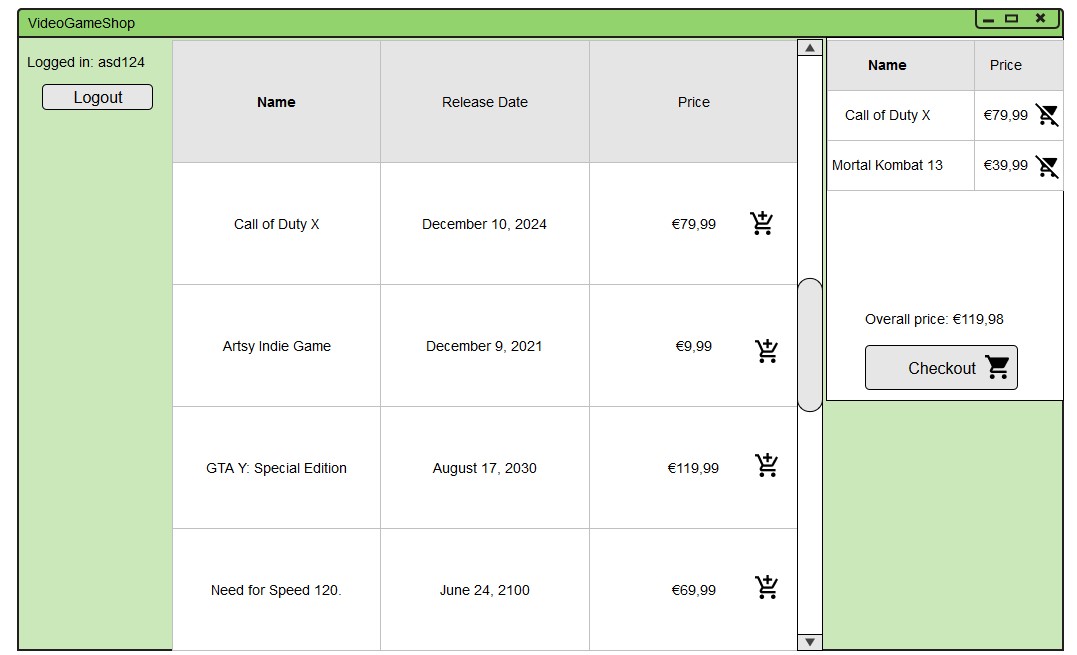 VideoGameShop
Logged in: asd124
Logout
Name Release Date Price
Call of Duty X December 10, 2024 €79,99
Artsy Indie Game December 9, 2021 €9,99
GTA Y: Special Edition August 17, 2030 €119,99
Need for Speed 120. June 24, 2100 €69,99
Name Price
Call of Duty X €79,99
Mortal Kombat 13 €39,99
Overall price: €119,98
Checkout